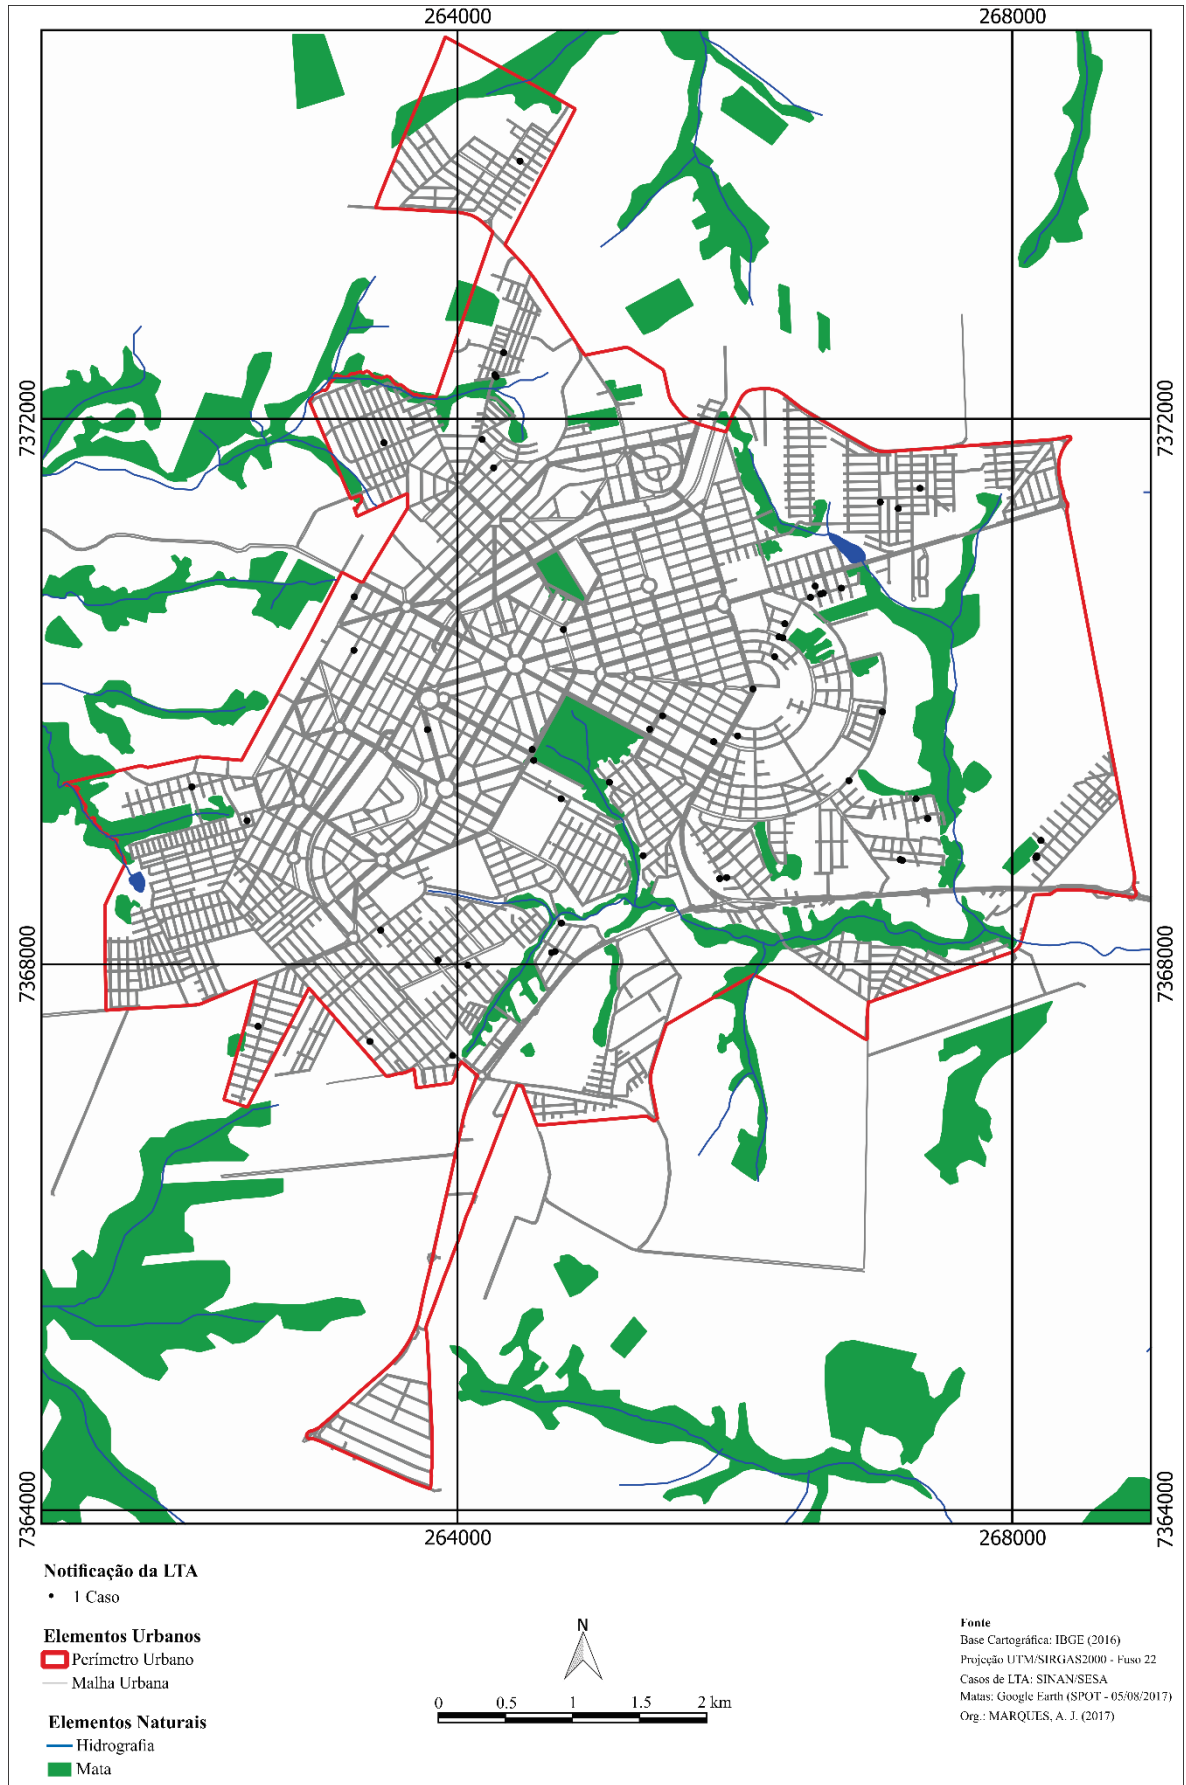 264000
268000
7372000
7372000
7368000
7368000
7364000
7364000
264000
268000
Notificação da LTA
1 Caso
Elementos Urbanos
Perímetro Urbano
Malha Urbana
Elementos Naturais
Hidrografia
Mata
N
0 0.5 1 1.5 2 km
Fonte
Base Cartográfica: IBGE (2016)
Projeção UTM/SIRGAS2000 - Fuso 22
Casos de LTA: SINAN/SESA
Matas: Google Earth (SPOT - 05/08/2017)
Org.: MARQUES, A. J. (2017)